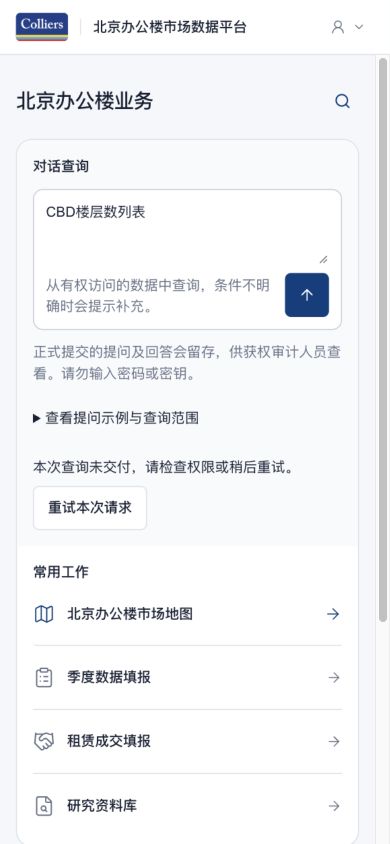 Colliers
北京办公楼市场数据平台
北京办公楼业务
对话查询
CBD楼层数列表
从有权访问的数据中查询，条件不明
确时会提示补充。
正式提交的提问及回答会留存，供获权审计人员查
看。请勿输入密码或密钥。
查看提问示例与查询范围
本次查询未交付，请检查权限或稍后重试。
重试本次请求
常用工作
北京办公楼市场地图
季度数据填报
租赁成交填报
研究资料库